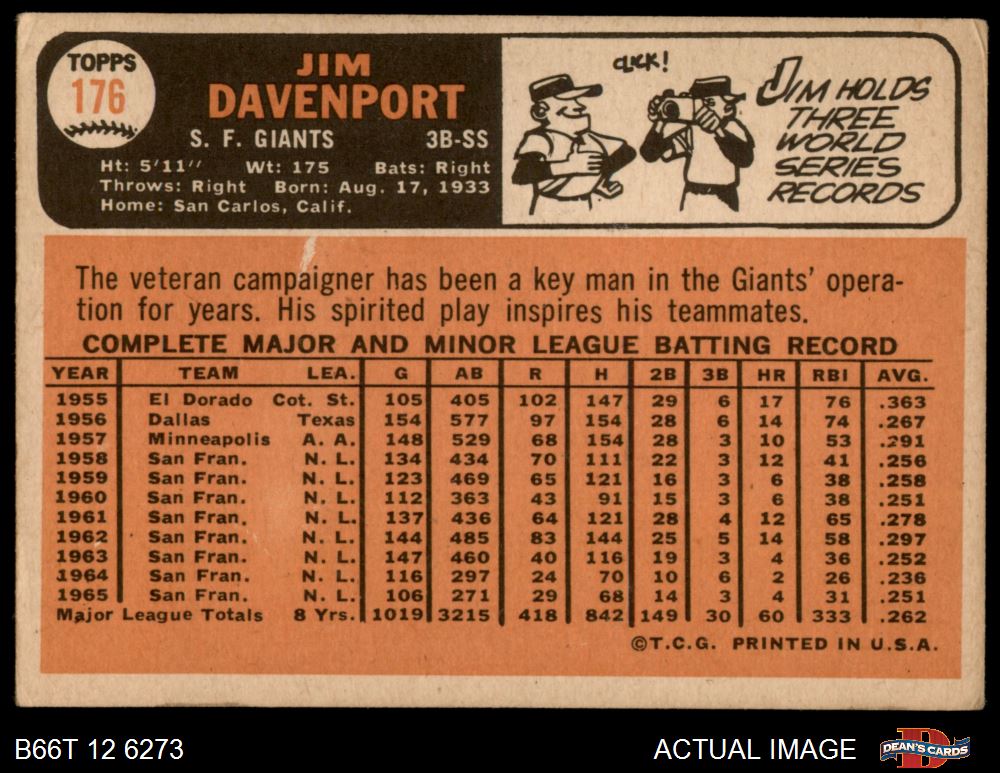 TOPPS
176
JIM
DAVENPORT
S. F. GIANTS 3B-SS
Ht: 5'11" Wt: 175 Bats: Right
Throws: Right Born: Aug. 17, 1933
Home: San Carlos, Calif.
CLICK!
JIM HOLDS
THREE
WORLD
SERIES
RECORDS
The veteran campaigner has been a key man in the Giants' opera-
tion for years. His spirited play inspires his teammates.
COMPLETE MAJOR AND MINOR LEAGUE BATTING RECORD
YEAR TEAM LEA. G AB R H 2B 3B HR RBI AVG.
1955 El Dorado Cot. St. 105 405 102 147 29 6 17 76 .363
1956 Dallas Texas 154 577 97 154 28 6 14 74 .267
1957 Minneapolis A. A. 148 529 68 154 28 3 10 53 .291
1958 San Fran. N. L. 134 434 70 111 22 3 12 41 .256
1959 San Fran. N. L. 123 469 65 121 16 3 6 38 .258
1960 San Fran. N. L. 112 363 43 91 15 3 6 38 .251
1961 San Fran. N. L. 137 436 64 121 28 4 12 65 .278
1962 San Fran. N. L. 144 485 83 144 25 5 14 58 .297
1963 San Fran. N. L. 147 460 40 116 19 3 4 36 .252
1964 San Fran. N. L. 116 297 24 70 10 6 2 26 .236
1965 San Fran. N. L. 106 271 29 68 14 3 4 31 .251
Major League Totals 8 Yrs. 1019 3215 418 842 149 30 60 333 .262
©T.C.G. PRINTED IN U.S.A.
B66T 12 6273 ACTUAL IMAGE
DEAN'S CARDS